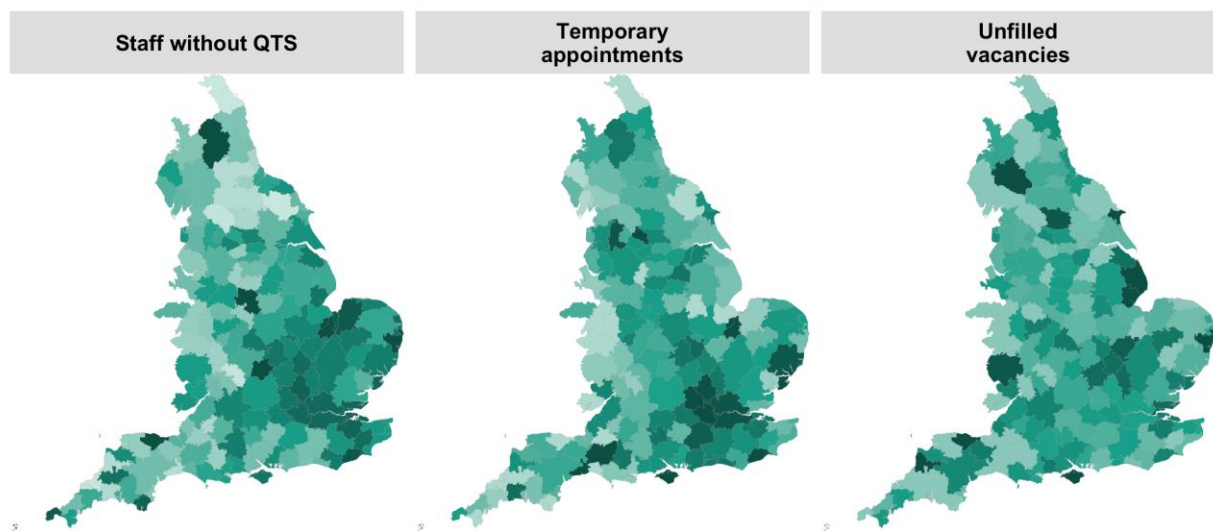 Staff without QTS
Temporary
appointments
Unfilled
vacancies